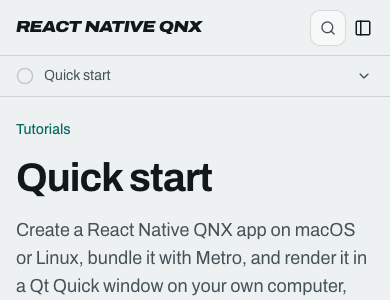 REACT NATIVE QNX
Quick start
Tutorials
Quick start
Create a React Native QNX app on macOS
or Linux, bundle it with Metro, and render it in
a Qt Quick window on your own computer,